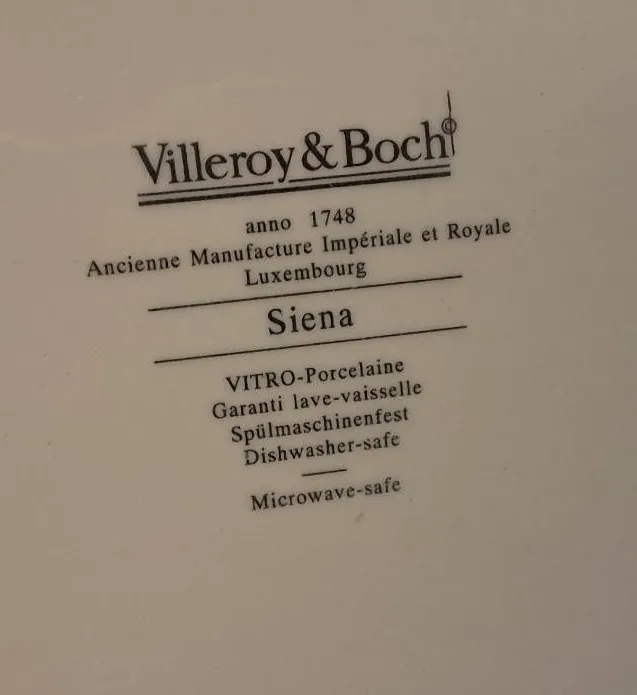 Villeroy & Boch ©
anno 1748
Ancienne Manufacture Impériale et Royale
Luxembourg
Siena
VITRO-Porcelaine
Garanti lave-vaisselle
Spülmaschinenfest
Dishwasher-safe
Microwave-safe